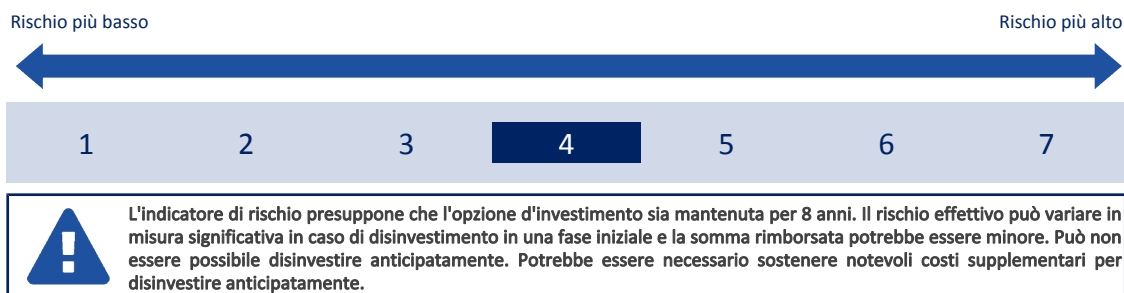 Rischio più basso Rischio più alto
1 2 3 4 5 6 7
L'indicatore di rischio presuppone che l'opzione d'investimento sia mantenuta per 8 anni. Il rischio effettivo può variare in
misura significativa in caso di disinvestimento in una fase iniziale e la somma rimborsata potrebbe essere minore. Può non
essere possibile disinvestire anticipatamente. Potrebbe essere necessario sostenere notevoli costi supplementari per
disinvestire anticipatamente.